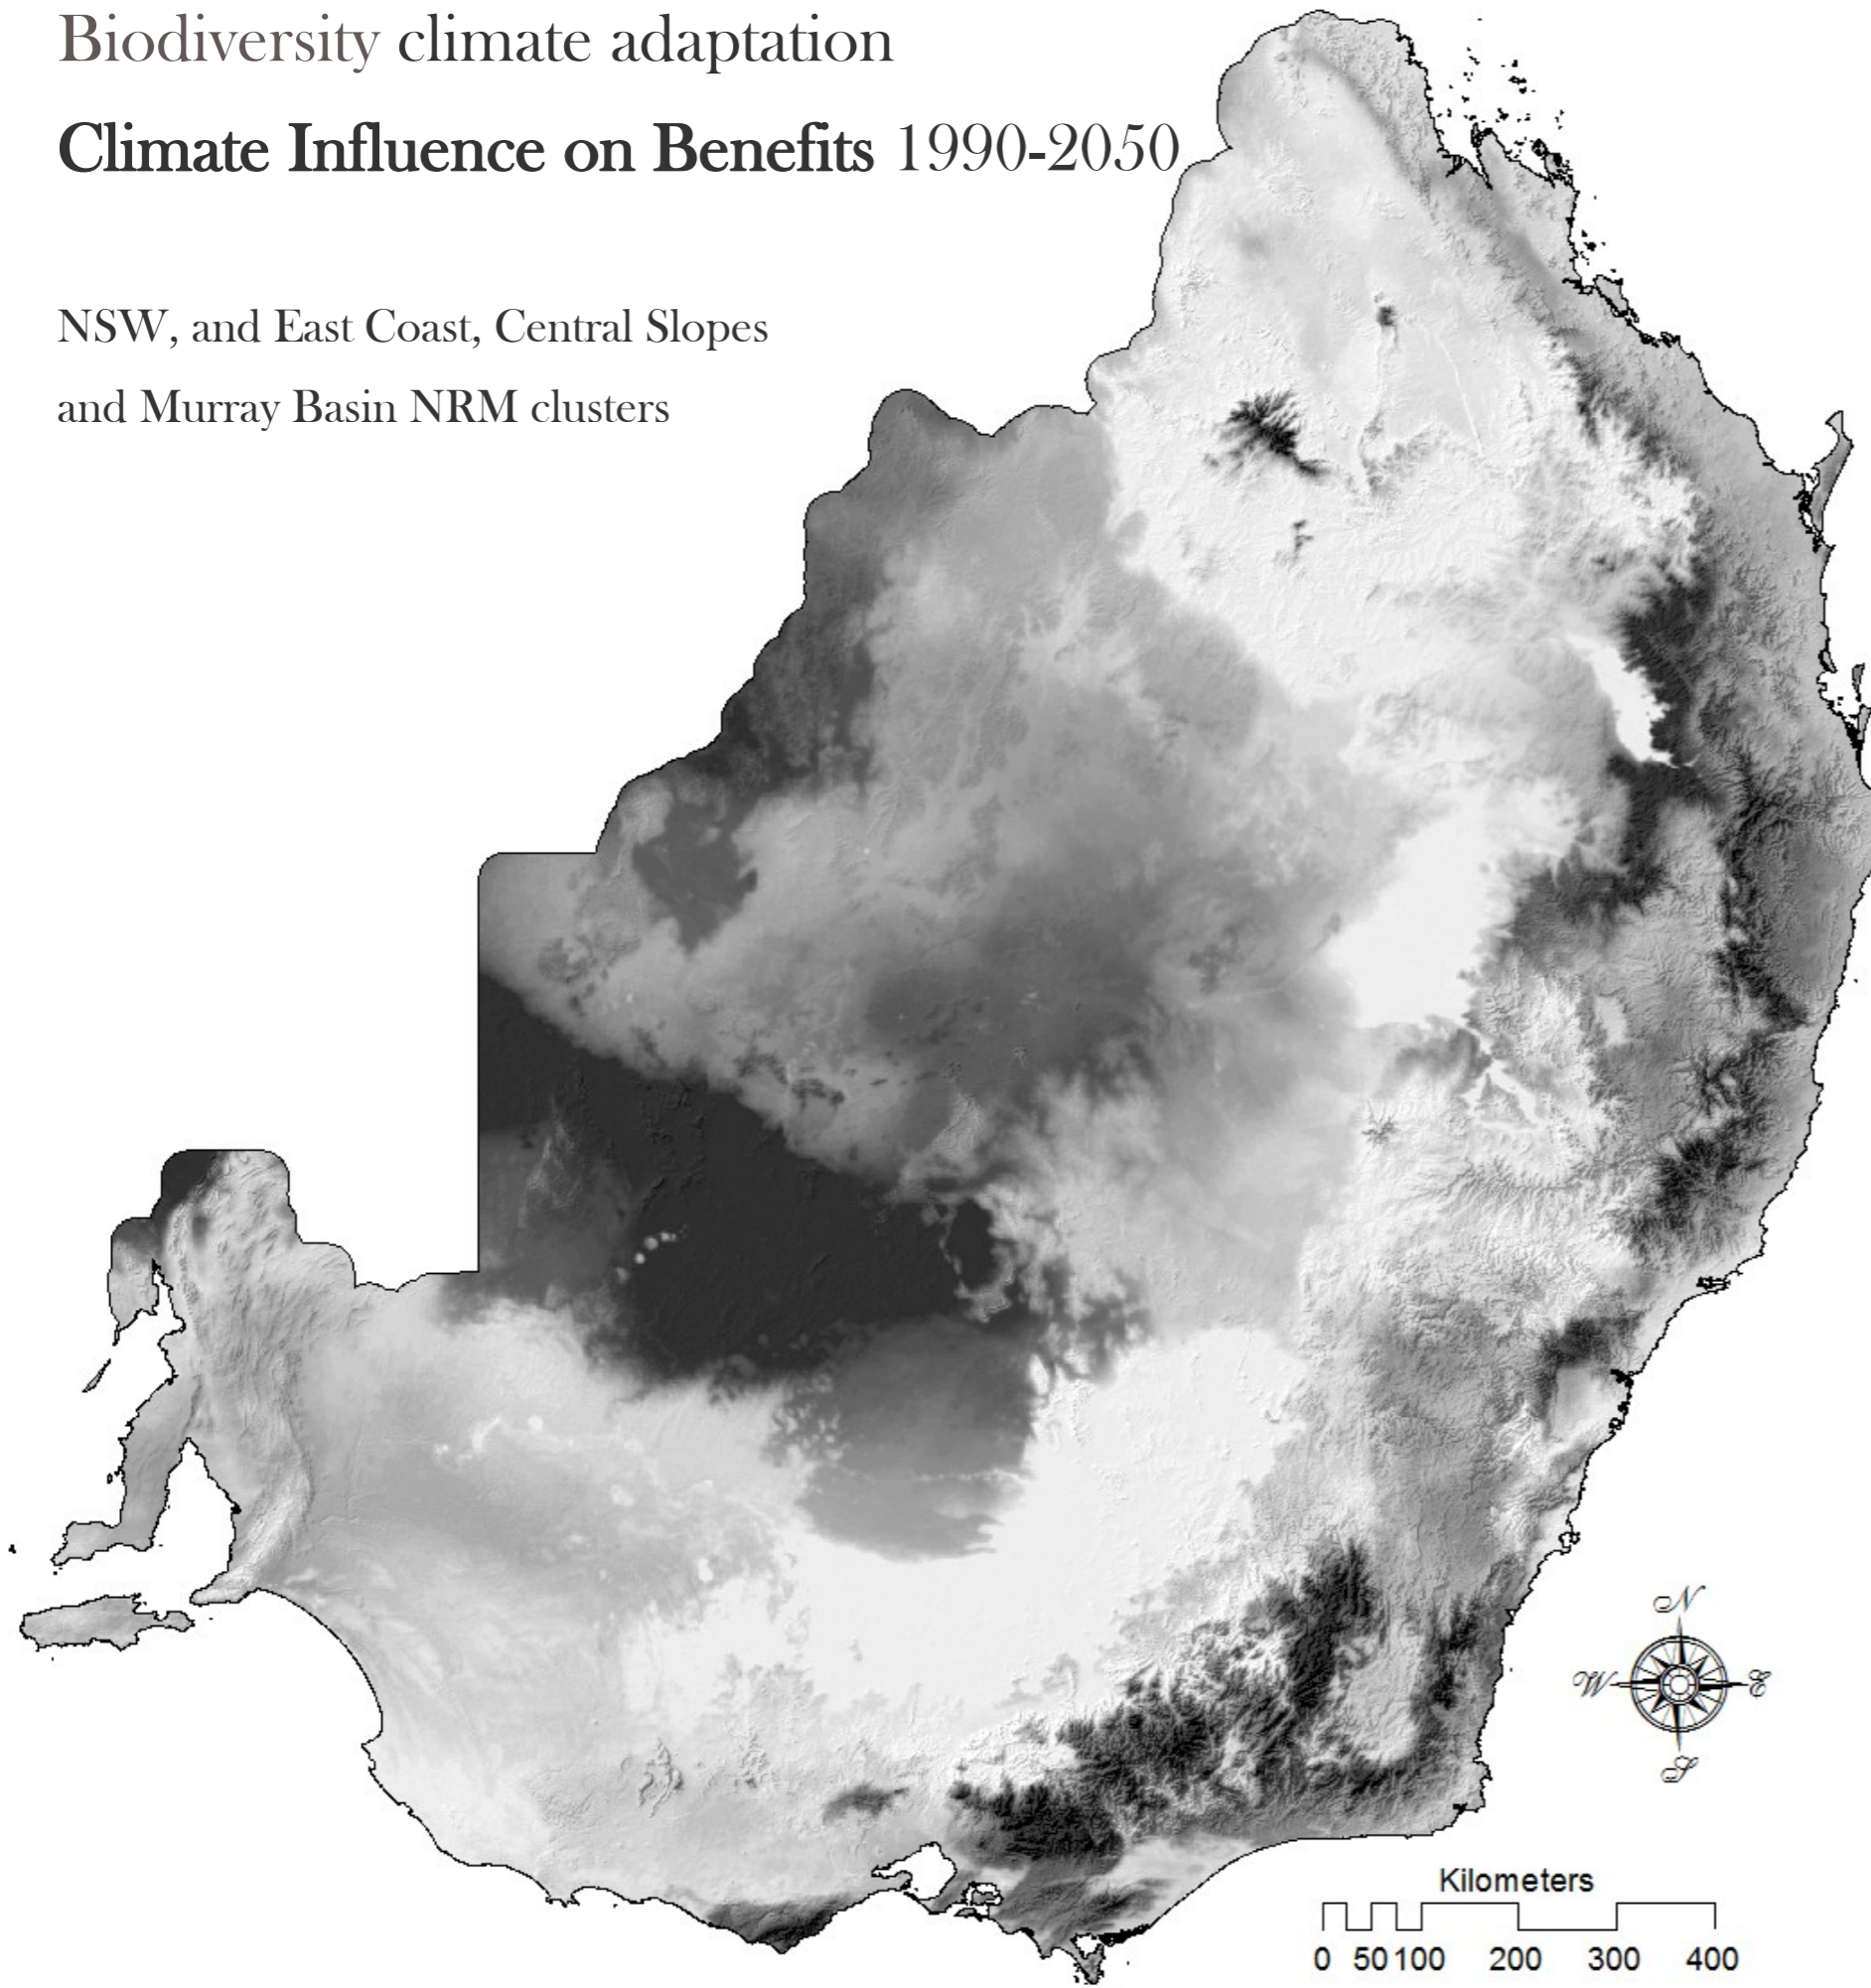 Biodiversity climate adaptation
Climate Influence on Benefits 1990-2050
NSW, and East Coast, Central Slopes
and Murray Basin NRM clusters
N
W E
S
Kilometers
0 50 100 200 300 400